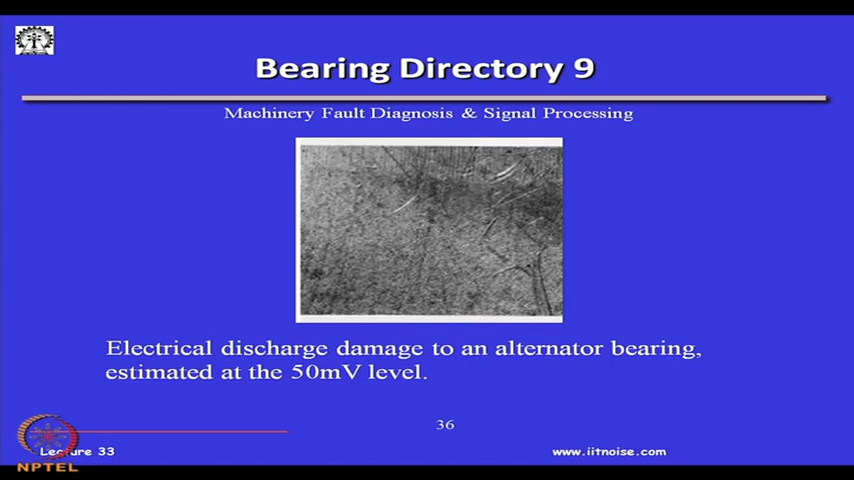 Bearing Directory 9
Machinery Fault Diagnosis & Signal Processing
Electrical discharge damage to an alternator bearing,
estimated at the 50mV level.
36
Lecture 33
www.iitnoise.com
NPTEL